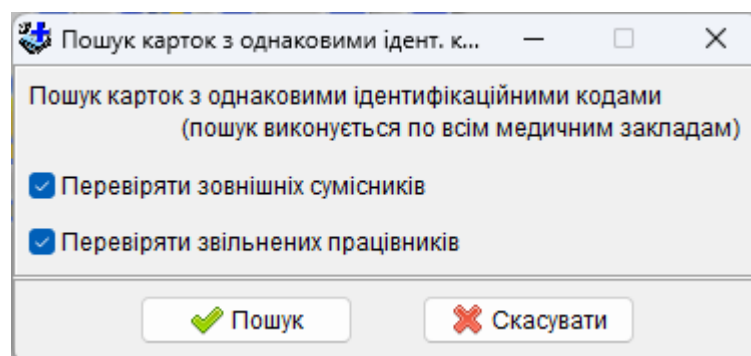 Пошук карток з однаковими ідент. к...
Пошук карток з однаковими ідентифікаційними кодами
(пошук виконується по всім медичним закладам)
Перевіряти зовнішніх сумісників
Перевіряти звільнених працівників
Пошук
Скасувати